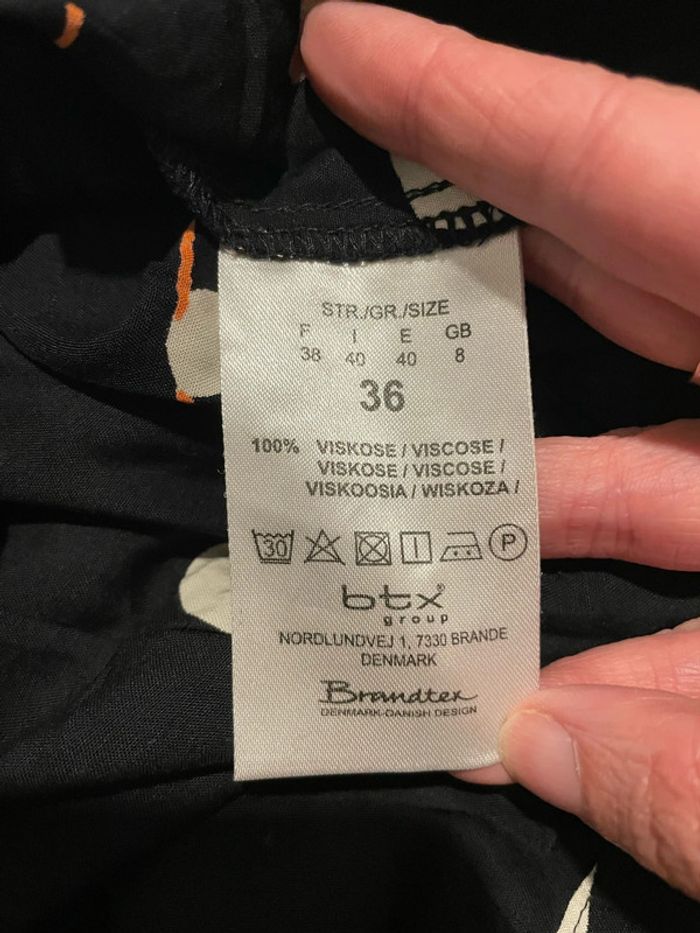 STR./GR./SIZE
F I E GB
38 40 40 8
36
100% VISKOSE / VISCOSE /
VISKOSE / VISCOSE /
VISKOOSIA / WISKOZA /
30 P
btx®
group
NORDLUNDVEJ 1, 7330 BRANDE
DENMARK
Brandtex
DENMARK-DANISH DESIGN